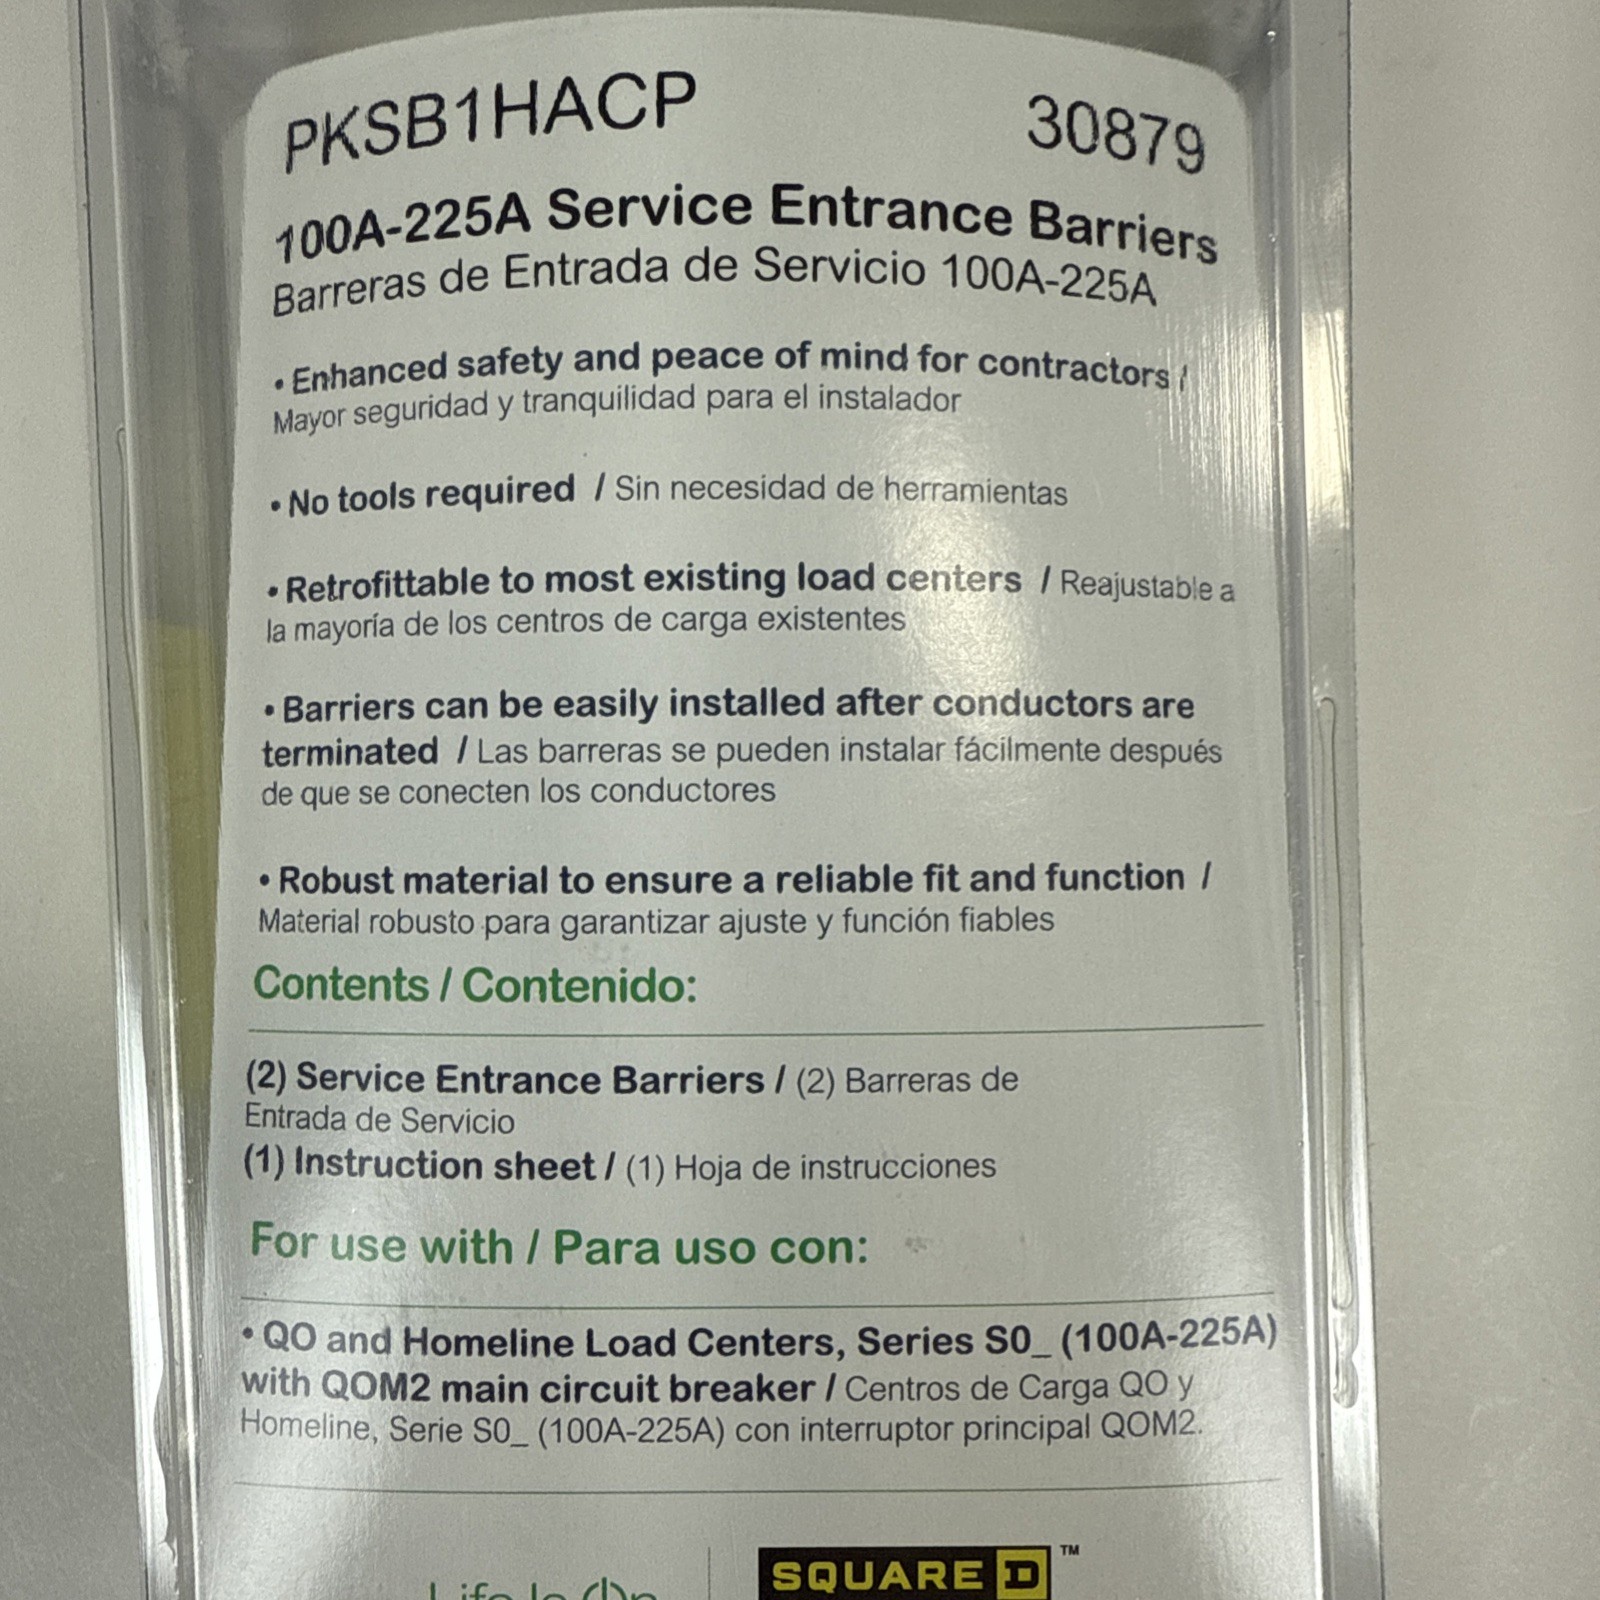 PKSB1HACP 30879
100A-225A Service Entrance Barriers
Barreras de Entrada de Servicio 100A-225A
• Enhanced safety and peace of mind for contractors /
Mayor seguridad y tranquilidad para el instalador
• No tools required / Sin necesidad de herramientas
• Retrofittable to most existing load centers / Reajustable a
la mayoría de los centros de carga existentes
• Barriers can be easily installed after conductors are
terminated / Las barreras se pueden instalar fácilmente después
de que se conecten los conductores
• Robust material to ensure a reliable fit and function /
Material robusto para garantizar ajuste y función fiables
Contents / Contenido:
(2) Service Entrance Barriers / (2) Barreras de
Entrada de Servicio
(1) Instruction sheet / (1) Hoja de instrucciones
For use with / Para uso con:
• QO and Homeline Load Centers, Series S0_ (100A-225A)
with QOM2 main circuit breaker / Centros de Carga QO y
Homeline, Serie S0_ (100A-225A) con interruptor principal QOM2.
Life Is On
SQUARE D™